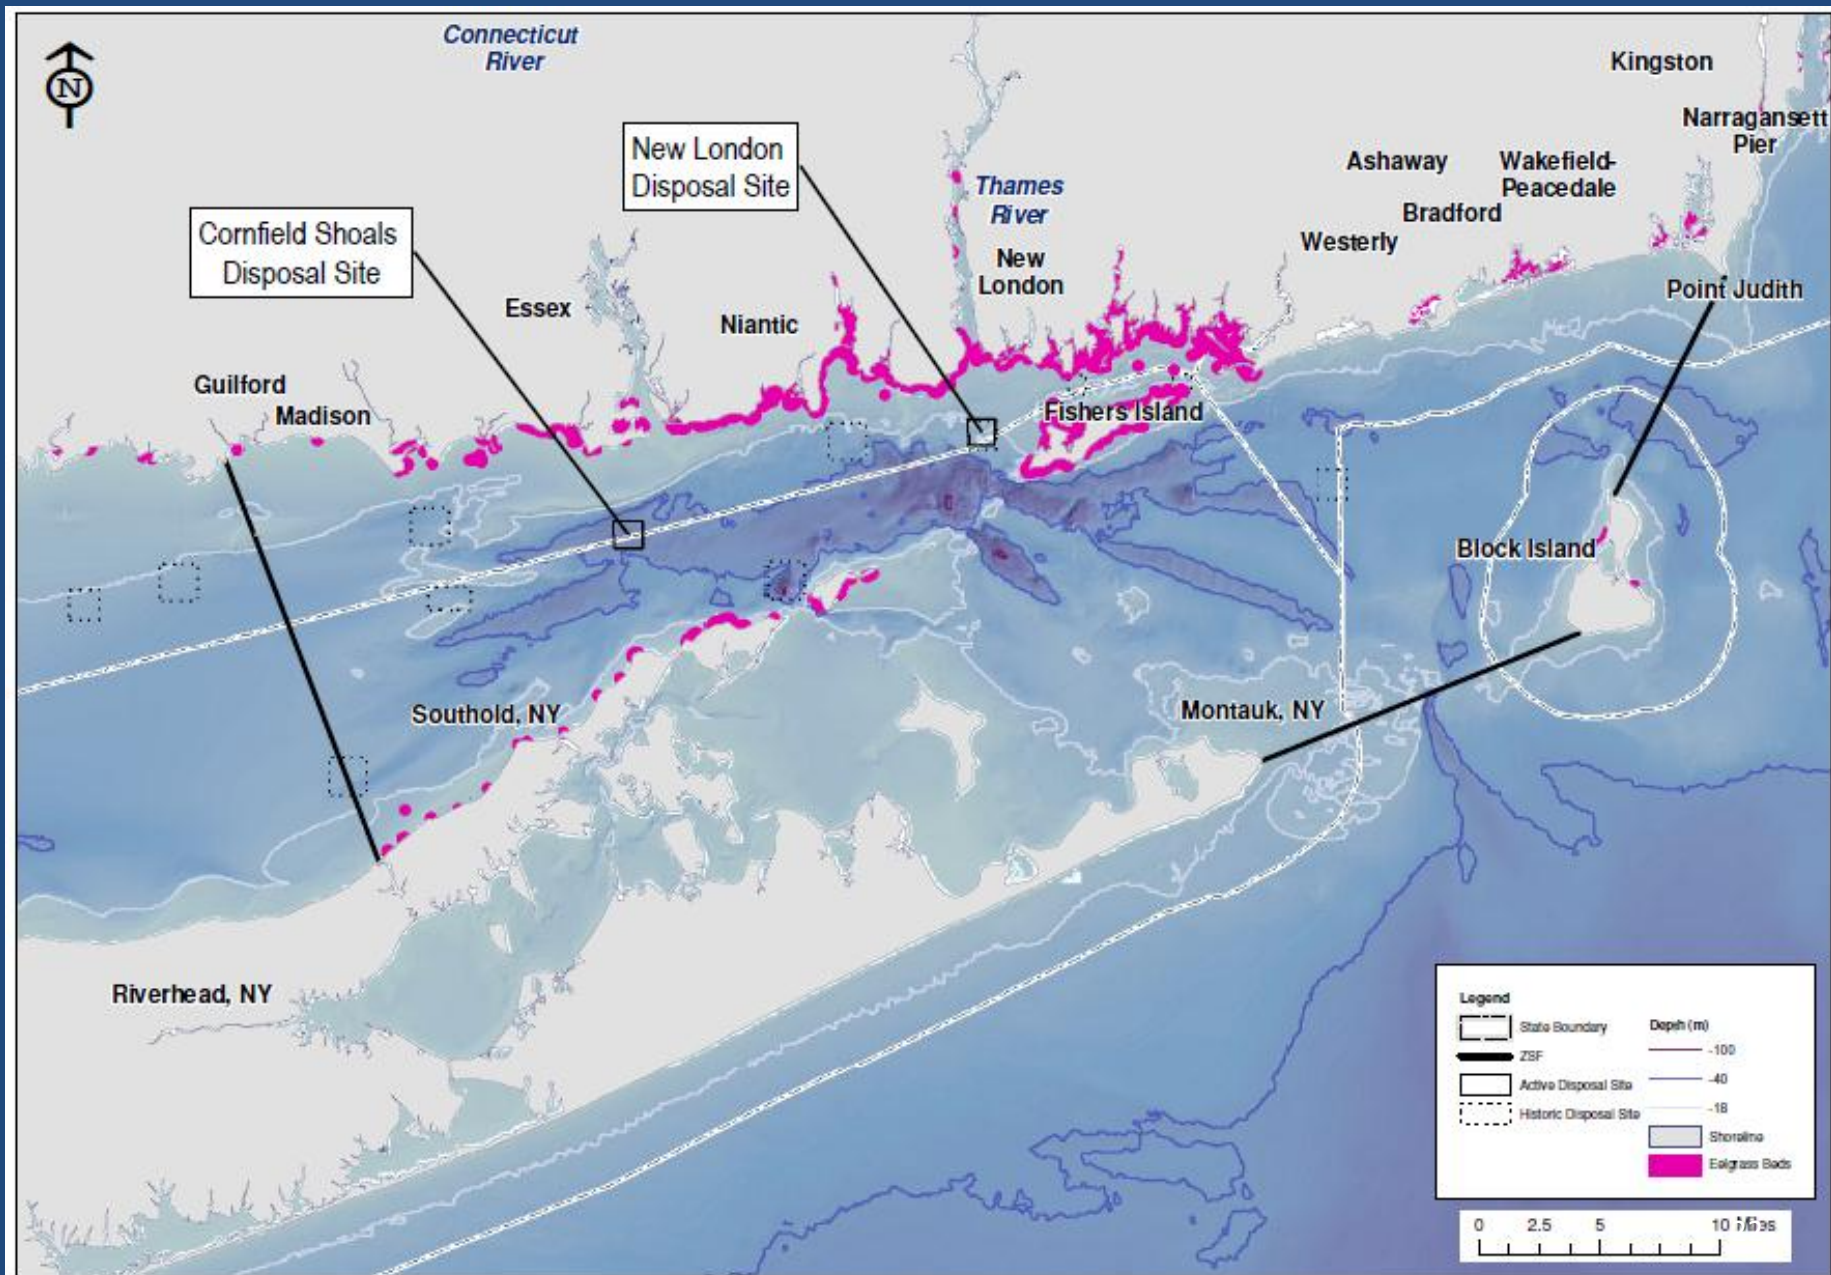 Connecticut
River
Kingston
N
Narragansett
Pier
New London
Disposal Site
Ashaway
Wakefield-
Peacedale
Thames
River
Bradford
Cornfield Shoals
Disposal Site
Westerly
New
London
Point Judith
Essex
Niantic
Guilford
Madison
Fishers Island
Block Island
Southold, NY
Montauk, NY
Riverhead, NY
Legend
State Boundary
ZSF
Active Disposal Site
Historic Disposal Site
Depth (m)
-100
-40
-18
Shoreline
Eelgrass Beds
0 2.5 5 10